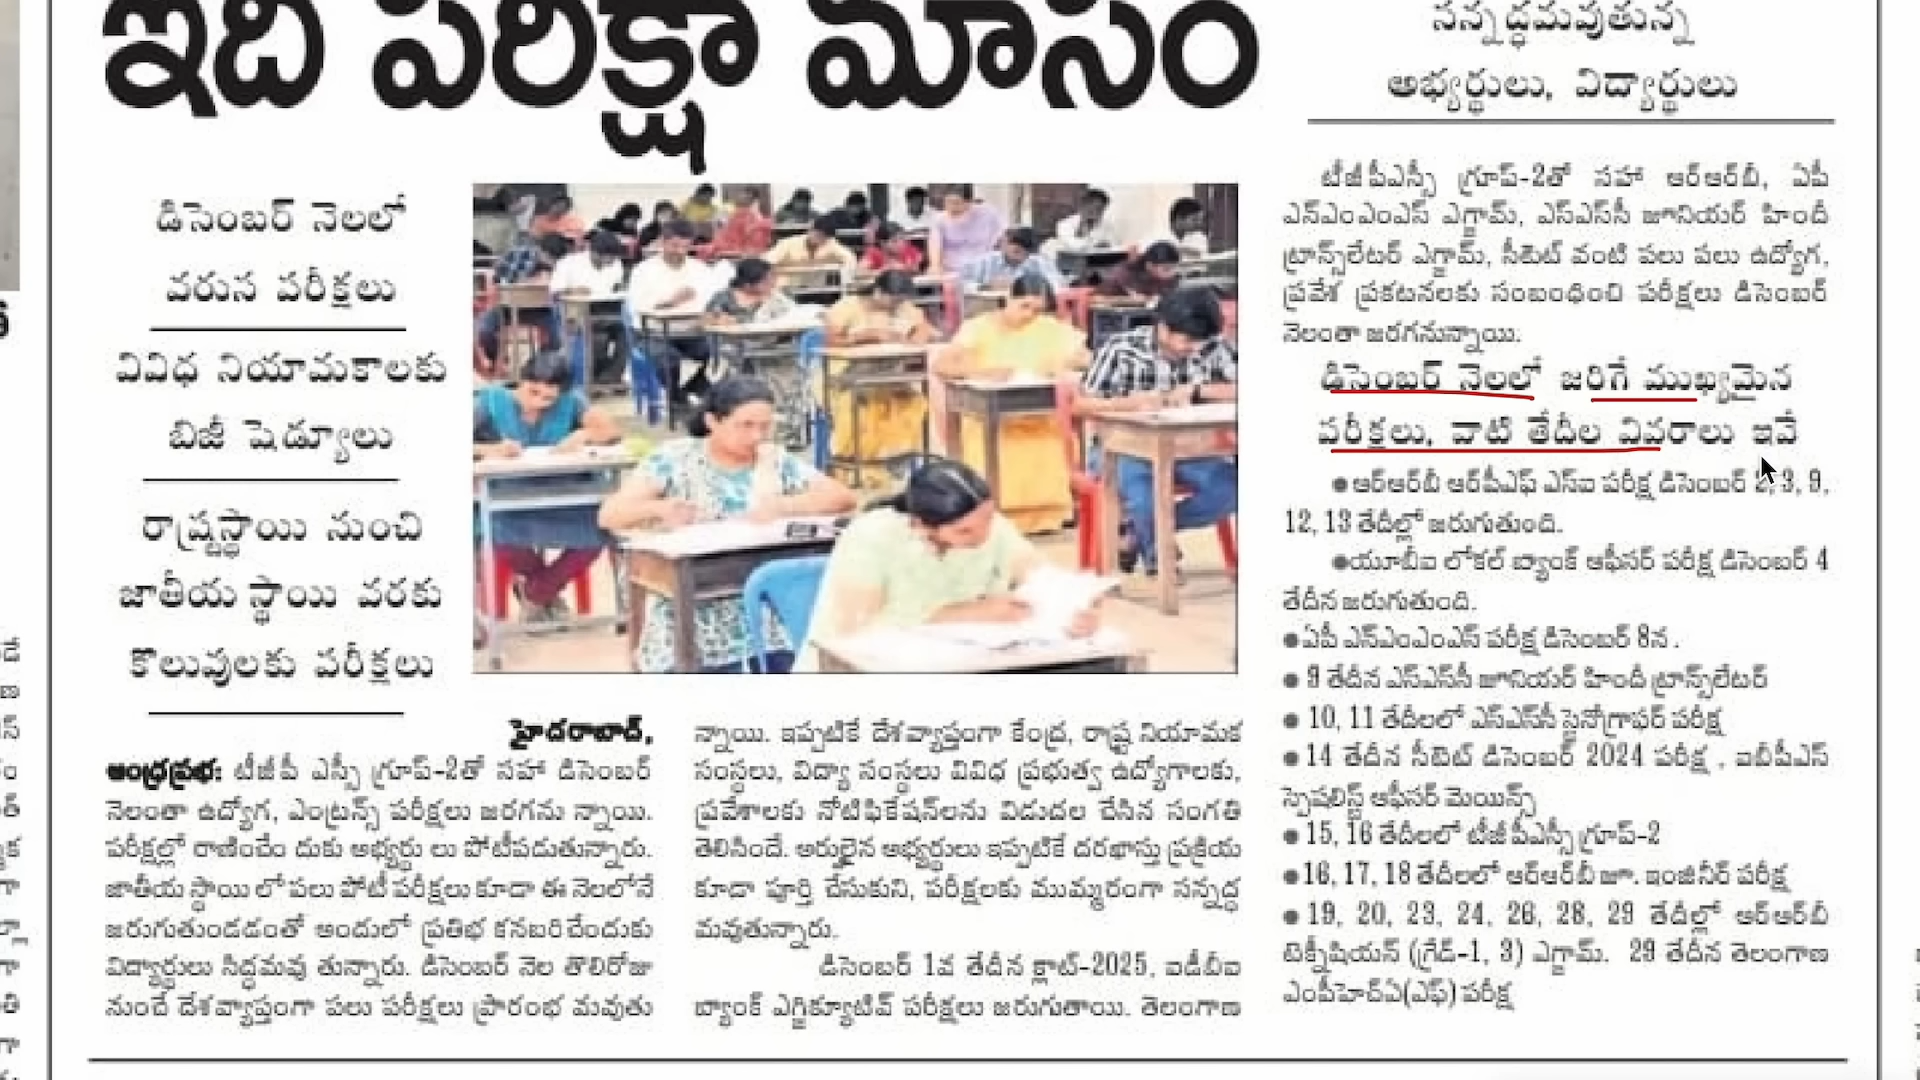 ఇది పరీక్షా మాసం
డిసెంబర్ నెలలో
వరుస పరీక్షలు
వివిధ నియామకాలకు
బిజీ షెడ్యూలు
రాష్ట్రస్థాయి నుంచి
జాతీయ స్థాయి వరకు
కొలువులకు పరీక్షలు
హైదరాబాద్,
ఆంధ్రప్రభ: టీజీపీ ఎస్సీ గ్రూప్-2తో సహా డిసెంబర్
నెలంతా ఉద్యోగ, ఎంట్రన్స్ పరీక్షలు జరగను న్నాయి.
పరీక్షల్లో రాణించేం దుకు అభ్యర్థు లు పోటీపడుతున్నారు.
జాతీయ స్థాయి లో పలు పోటీ పరీక్షలు కూడా ఈ నెలలోనే
జరుగుతుండడంతో అందులో ప్రతిభ కనబరిచేందుకు
విద్యార్థులు సిద్ధమవు తున్నారు. డిసెంబర్ నెల తొలిరోజు
నుంచే దేశవ్యాప్తంగా పలు పరీక్షలు ప్రారంభ మవుతు
న్నాయి. ఇప్పటికే దేశవ్యాప్తంగా కేంద్ర, రాష్ట్ర నియామక
సంస్థలు, విద్యా సంస్థలు వివిధ ప్రభుత్వ ఉద్యోగాలకు,
ప్రవేశాలకు నోటిఫికేషన్‌లను విడుదల చేసిన సంగతి
తెలిసిందే. అర్హులైన అభ్యర్థులు ఇప్పటికే దరఖాస్తు ప్రక్రియ
కూడా పూర్తి చేసుకుని, పరీక్షలకు ముమ్మరంగా సన్నద్ధ
మవుతున్నారు.
డిసెంబర్ 1వ తేదీన క్లాట్-2025, ఐడీబీఐ
బ్యాంక్ ఎగ్జిక్యూటివ్ పరీక్షలు జరుగుతాయి. తెలంగాణ
సన్నద్ధమవుతున్న
అభ్యర్థులు, విద్యార్థులు
టీజీపీఎస్సీ గ్రూప్-2తో సహా ఆర్ఆర్‌బీ, ఏపీ
ఎన్ఎంఎంఎస్ ఎగ్జామ్, ఎస్ఎస్‌సీ జూనియర్ హిందీ
ట్రాన్స్‌లేటర్ ఎగ్జామ్, సీటెట్ వంటి పలు పలు ఉద్యోగ,
ప్రవేశ ప్రకటనలకు సంబంధించి పరీక్షలు డిసెంబర్
నెలంతా జరగనున్నాయి.
డిసెంబర్ నెలలో జరిగే ముఖ్యమైన
పరీక్షలు, వాటి తేదీల వివరాలు ఇవే
●ఆర్ఆర్‌బీ ఆర్‌పీఎఫ్ ఎస్ఐ పరీక్ష డిసెంబర్ 2, 3, 9,
12, 13 తేదీల్లో జరుగుతుంది.
●యూబీఐ లోకల్ బ్యాంక్ ఆఫీసర్ పరీక్ష డిసెంబర్ 4
తేదీన జరుగుతుంది.
●ఏపీ ఎన్ఎంఎంఎస్ పరీక్ష డిసెంబర్ 8న .
● 9 తేదీన ఎస్ఎస్‌సీ జూనియర్ హిందీ ట్రాన్స్‌లేటర్
● 10, 11 తేదీలలో ఎస్ఎస్‌సీ స్టెనోగ్రాఫర్ పరీక్ష
● 14 తేదీన సీటెట్ డిసెంబర్ 2024 పరీక్ష , ఐబీపీఎస్
స్పెషలిస్ట్ ఆఫీసర్ మెయిన్స్
● 15, 16 తేదీలలో టీజీపీఎస్సీ గ్రూప్-2
●16, 17, 18 తేదీలలో ఆర్ఆర్‌బీ జూ. ఇంజినీర్ పరీక్ష
● 19, 20, 23, 24, 26, 28, 29 తేదీల్లో ఆర్ఆర్‌బీ
టెక్నీషియన్ (గ్రేడ్-1, 3) ఎగ్జామ్. 29 తేదీన తెలంగాణ
ఎంపీహెచ్ఏ(ఎఫ్) పరీక్ష